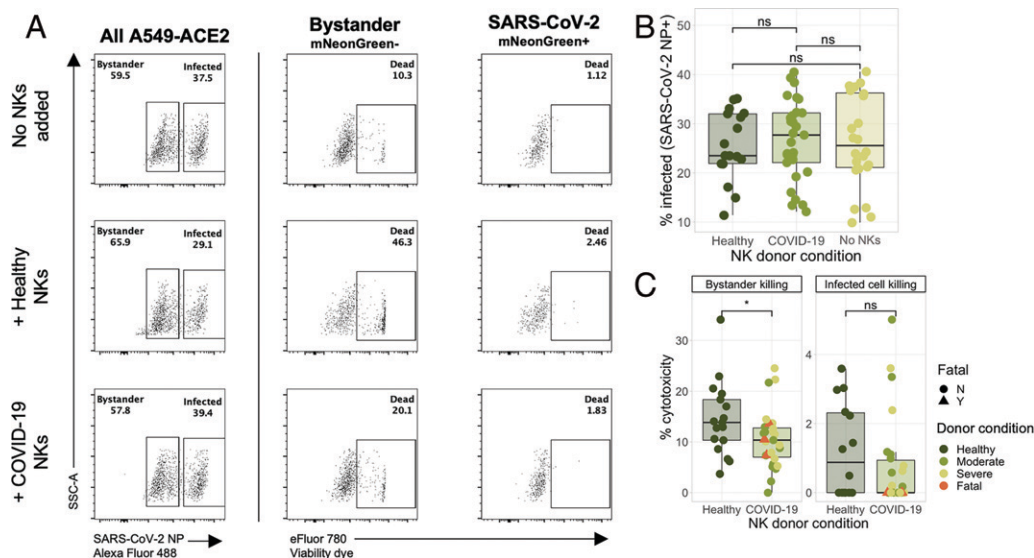 A
All A549-ACE2
Bystander
mNeonGreen-
SARS-CoV-2
mNeonGreen+
No NKs
added
Bystander
59.5
Infected
37.5
Dead
10.3
Dead
1.12
+ Healthy
NKs
Bystander
65.9
Infected
29.1
Dead
46.3
Dead
2.46
+ COVID-19
NKs
Bystander
57.8
Infected
39.4
Dead
20.1
Dead
1.83
SSC-A
SARS-CoV-2 NP
Alexa Fluor 488
eFluor 780
Viability dye
B
% infected (SARS-CoV-2 NP+)
50
40
30
20
10
ns
ns
ns
Healthy
COVID-19
No NKs
NK donor condition
C
Bystander killing
Infected cell killing
% cytotoxicity
30
20
10
0
*
6
4
2
0
ns
Healthy
COVID-19
Healthy
COVID-19
NK donor condition
Fatal
N
Y
Donor condition
Healthy
Moderate
Severe
Fatal